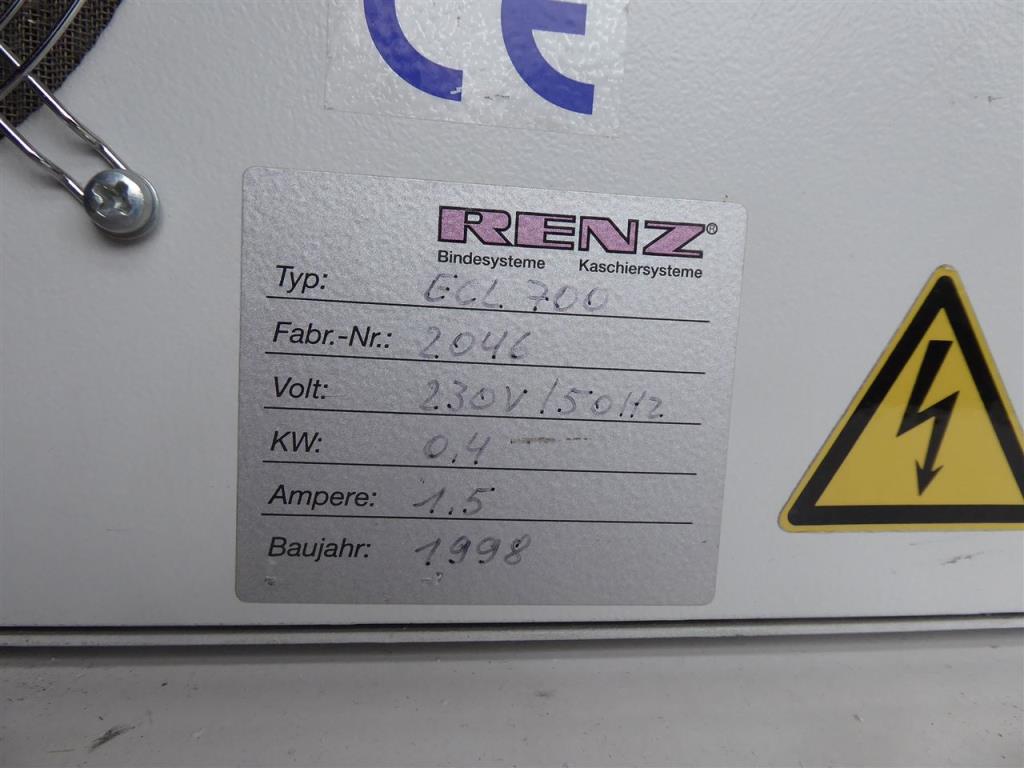 CE
RENZ®
Bindesysteme Kaschiersysteme
Typ: ECL 700
Fabr.-Nr.: 2046
Volt: 230V/50Hz
KW: 0.4
Ampere: 1.5
Baujahr: 1998